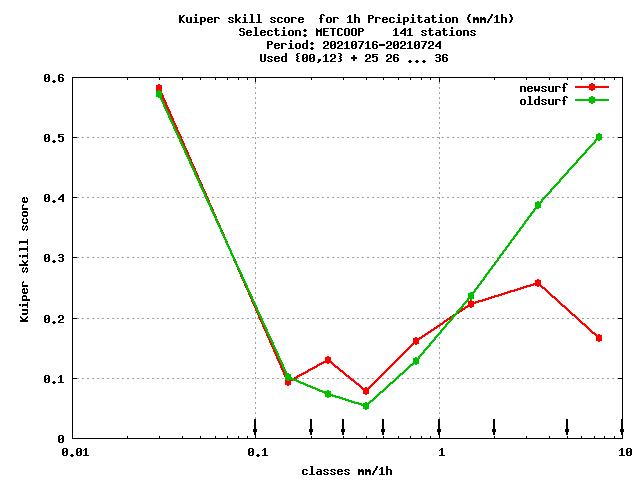 Kuiper skill score  for 1h Precipitation (mm/1h)
Selection: METCOOP    141 stations
Period: 20210716-20210724
Used {00,12} + 25 26 ... 36
newsurf
oldsurf
0.6
0.5
0.4
0.3
0.2
0.1
0
Kuiper skill score
0.01
0.1
1
10
classes mm/1h